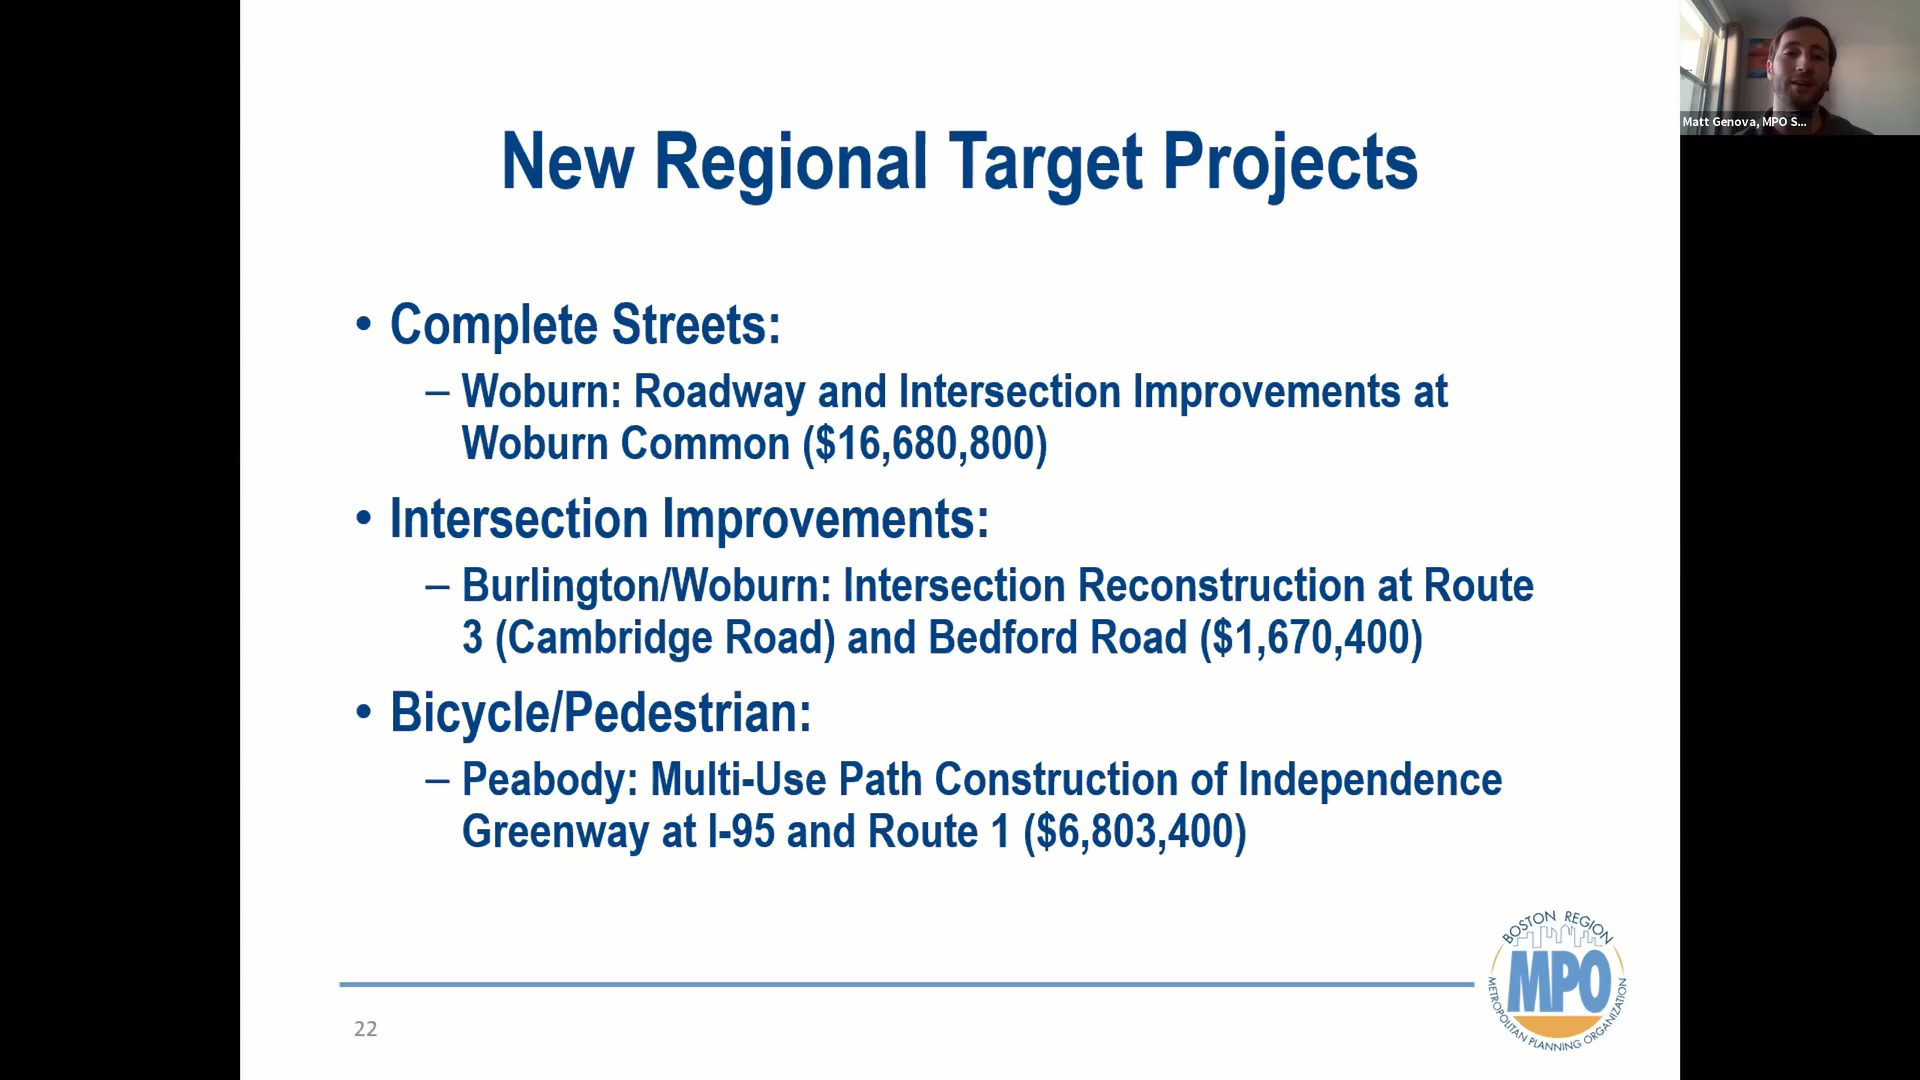 Matt Genova, MPO S...
New Regional Target Projects
• Complete Streets:
– Woburn: Roadway and Intersection Improvements at
Woburn Common ($16,680,800)
• Intersection Improvements:
– Burlington/Woburn: Intersection Reconstruction at Route
3 (Cambridge Road) and Bedford Road ($1,670,400)
• Bicycle/Pedestrian:
– Peabody: Multi-Use Path Construction of Independence
Greenway at I-95 and Route 1 ($6,803,400)
BOSTON REGION
MPO
METROPOLITAN PLANNING ORGANIZATION
22